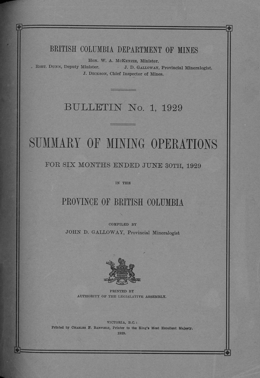 BRITISH COLUMBIA DEPARTMENT OF MINES
HON. W. A. MCKENZIE, Minister.
ROBT. DUNN, Deputy Minister. J. D. GALLOWAY, Provincial Mineralogist.
J. DICKSON, Chief Inspector of Mines.
BULLETIN No. 1, 1929
SUMMARY OF MINING OPERATIONS
FOR SIX MONTHS ENDED JUNE 30TH, 1929
IN THE
PROVINCE OF BRITISH COLUMBIA
COMPILED BY
JOHN D. GALLOWAY, Provincial Mineralogist
PRINTED BY
AUTHORITY OF THE LEGISLATIVE ASSEMBLY.
VICTORIA, B.C.:
Printed by CHARLES F. BANFIELD, Printer to the King's Most Excellent Majesty.
1929.